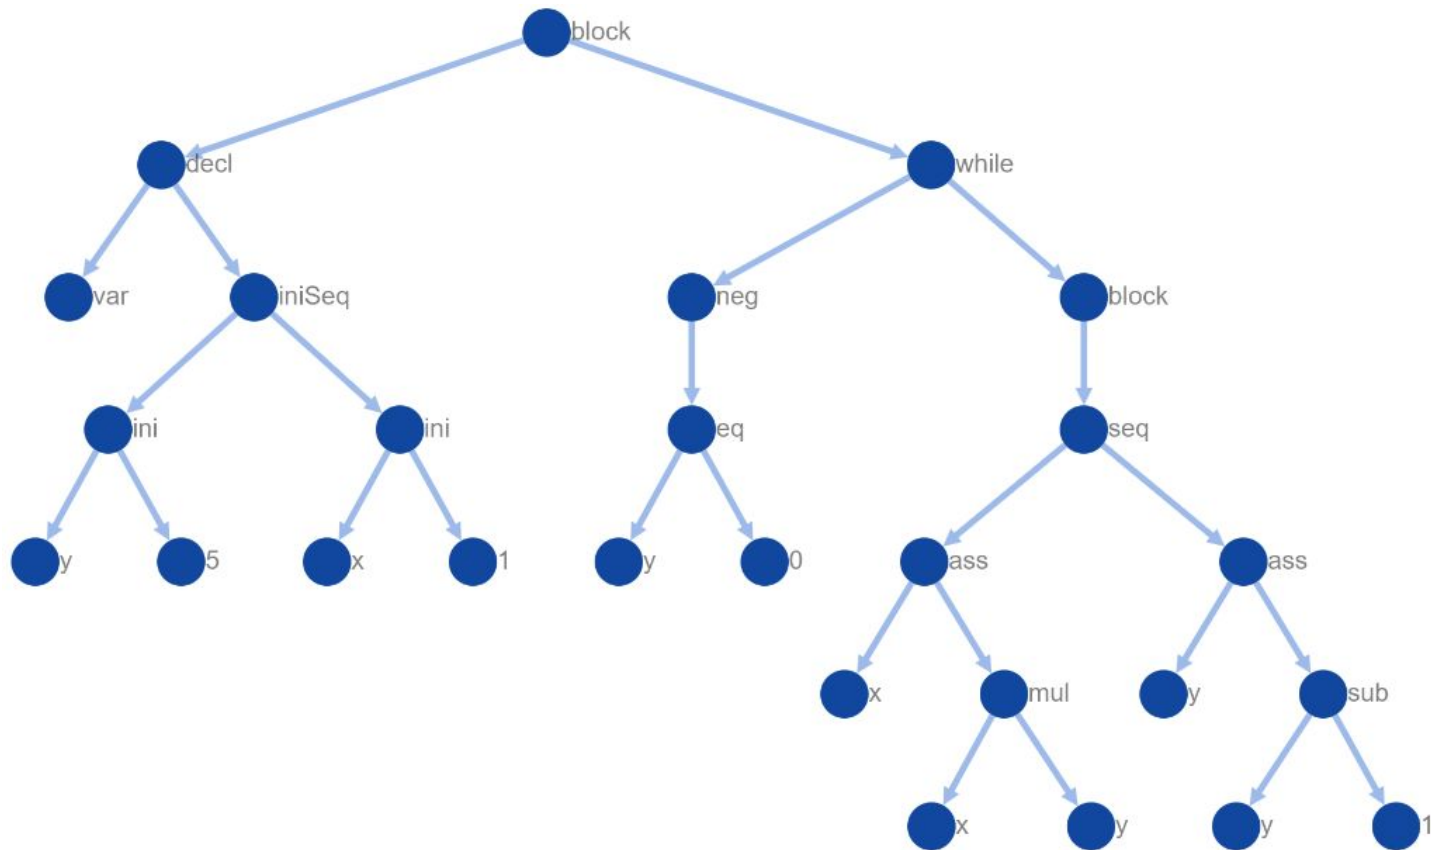 block
decl while
var iniSeq neg block
ini ini eq seq
y 5 x 1 y 0 ass ass
x mul y sub
x y y 1